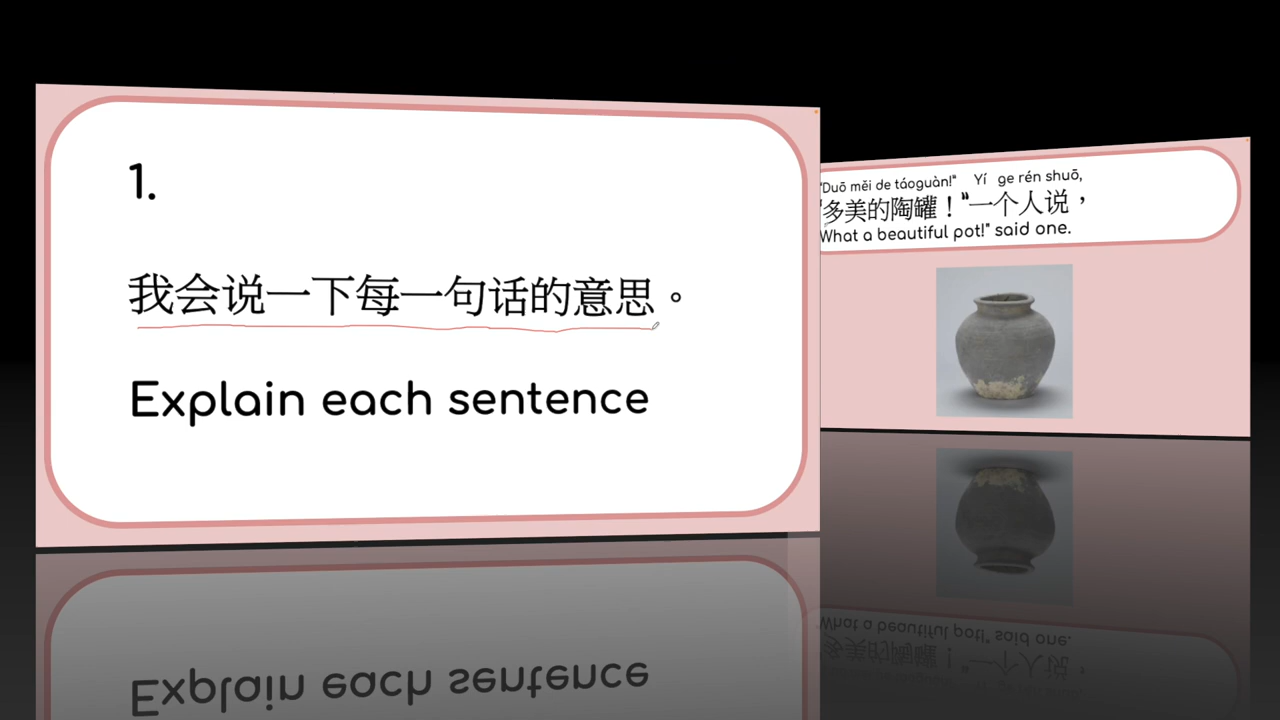 1.
我会说一下每一句话的意思。
Explain each sentence
"Duō měi de táoguàn!" Yí ge rén shuō,
"多美的陶罐！"一个人说，
What a beautiful pot!" said one.